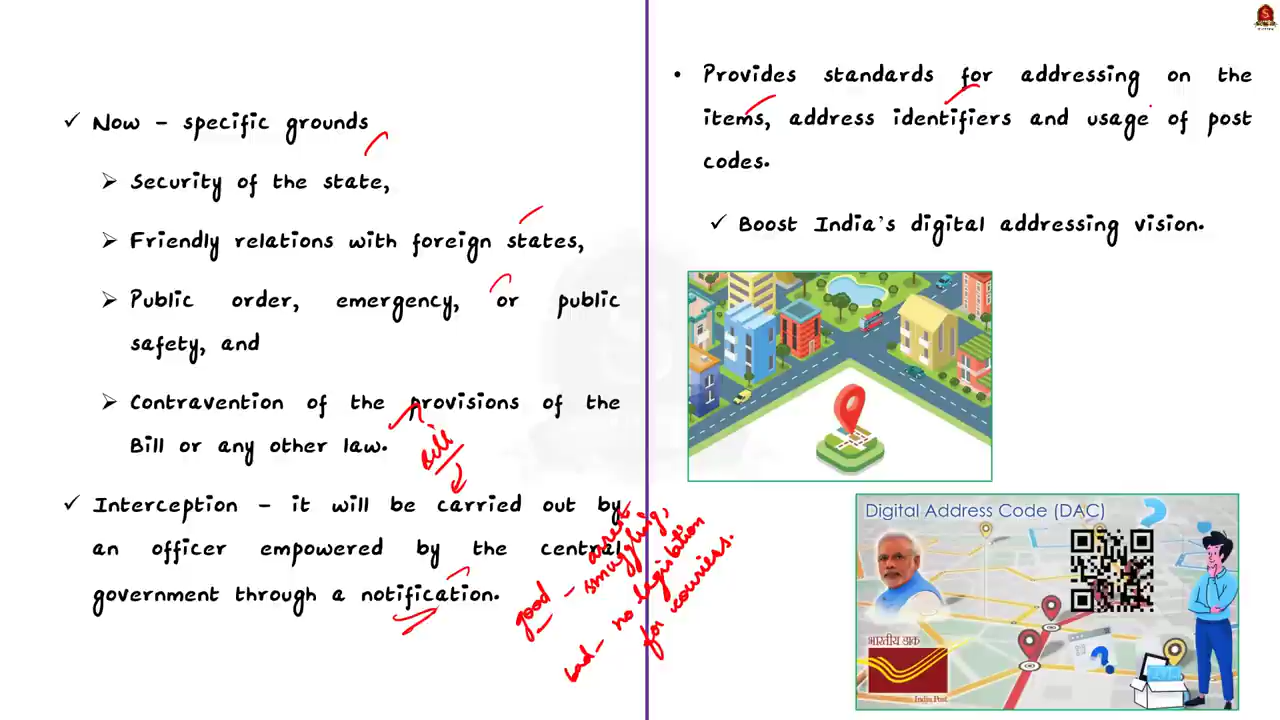 ✓ Now – specific grounds
➢ Security of the state,
➢ Friendly relations with foreign states,
➢ Public order, emergency, or public
safety, and
➢ Contravention of the provisions of the
Bill or any other law.
Bill
✓ Interception – it will be carried out by
an officer empowered by the central
government through a notification.
good – arrest
smuggling,
bad – no legislation
for couriers.
• Provides standards for addressing on the
items, address identifiers and usage of post
codes.
✓ Boost India's digital addressing vision.
Digital Address Code (DAC)
भारतीय डाक
India Post